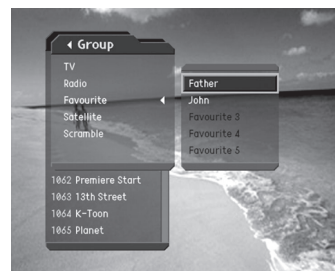 Group
TV
Radio
Favourite
Satellite
Scramble
Father
John
Favourite 3
Favourite 4
Favourite 5
1062 Premiere Start
1063 13th Street
1064 K-Toon
1065 Planet